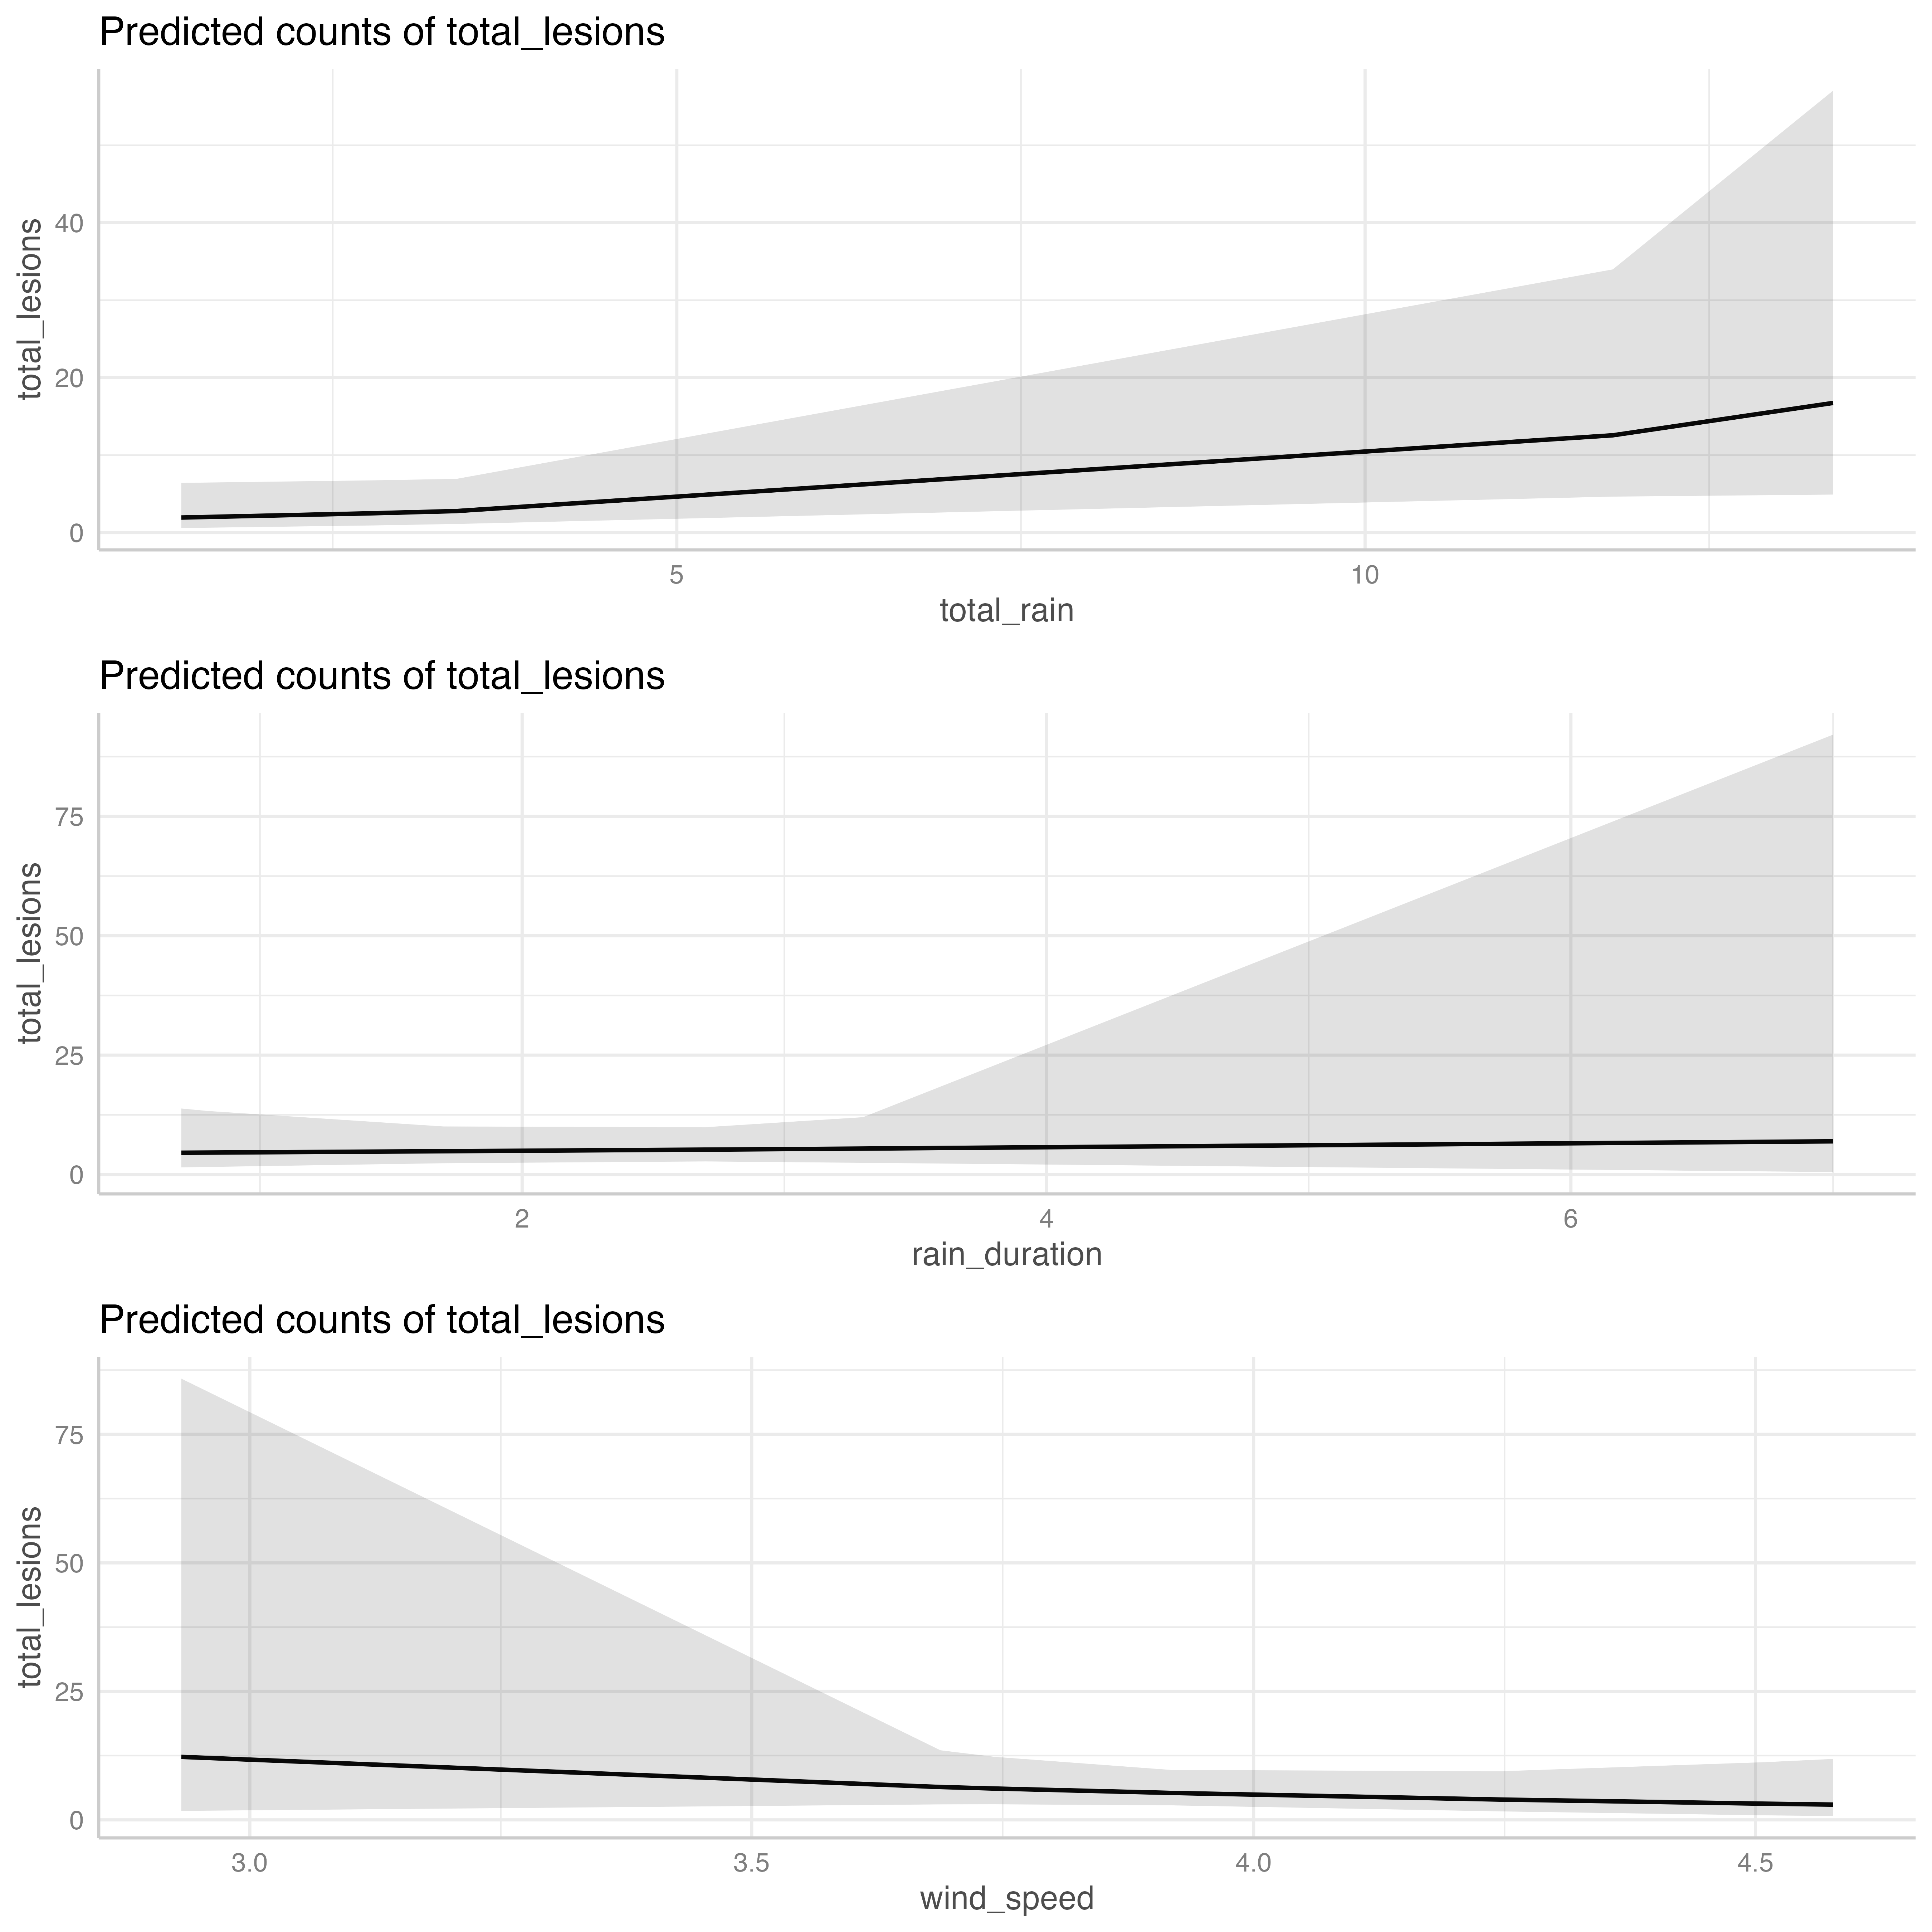 Predicted counts of total_lesions
total_lesions
40
20
0
5 10
total_rain
Predicted counts of total_lesions
total_lesions
75
50
25
0
2 4 6
rain_duration
Predicted counts of total_lesions
total_lesions
75
50
25
0
3.0 3.5 4.0 4.5
wind_speed